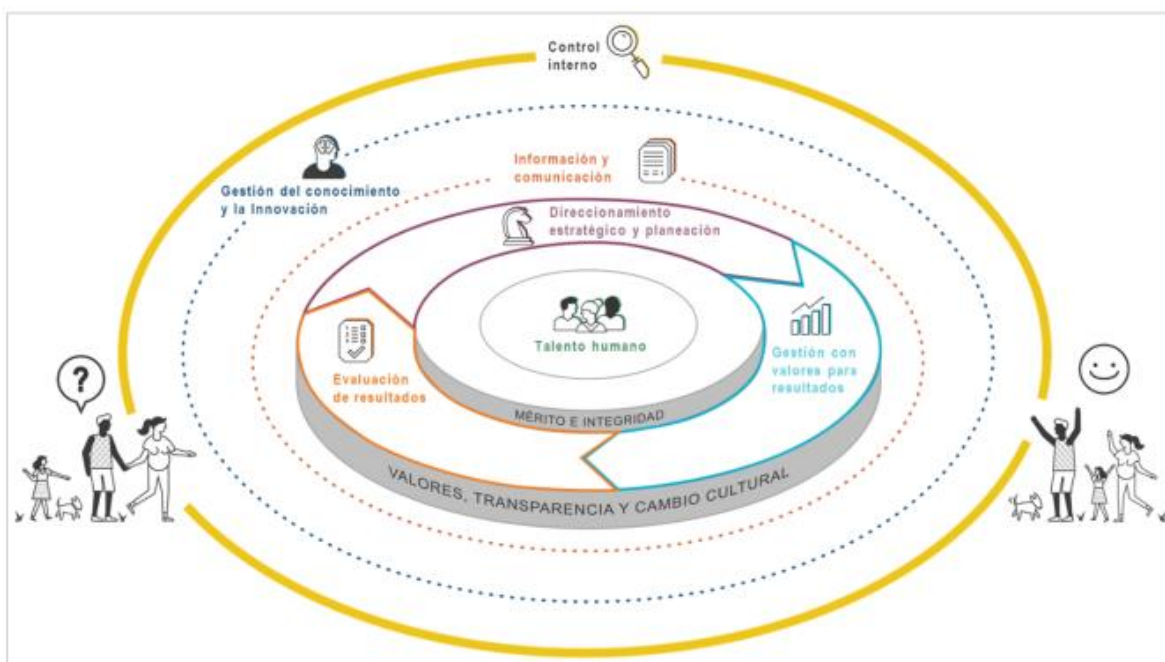 Control
interno
Gestión del conocimiento
y la Innovación
Información y
comunicación
Direccionamiento
estratégico y planeación
Talento humano
Gestión con
valores para
resultados
Evaluación
de resultados
MÉRITO E INTEGRIDAD
VALORES, TRANSPARENCIA Y CAMBIO CULTURAL
?